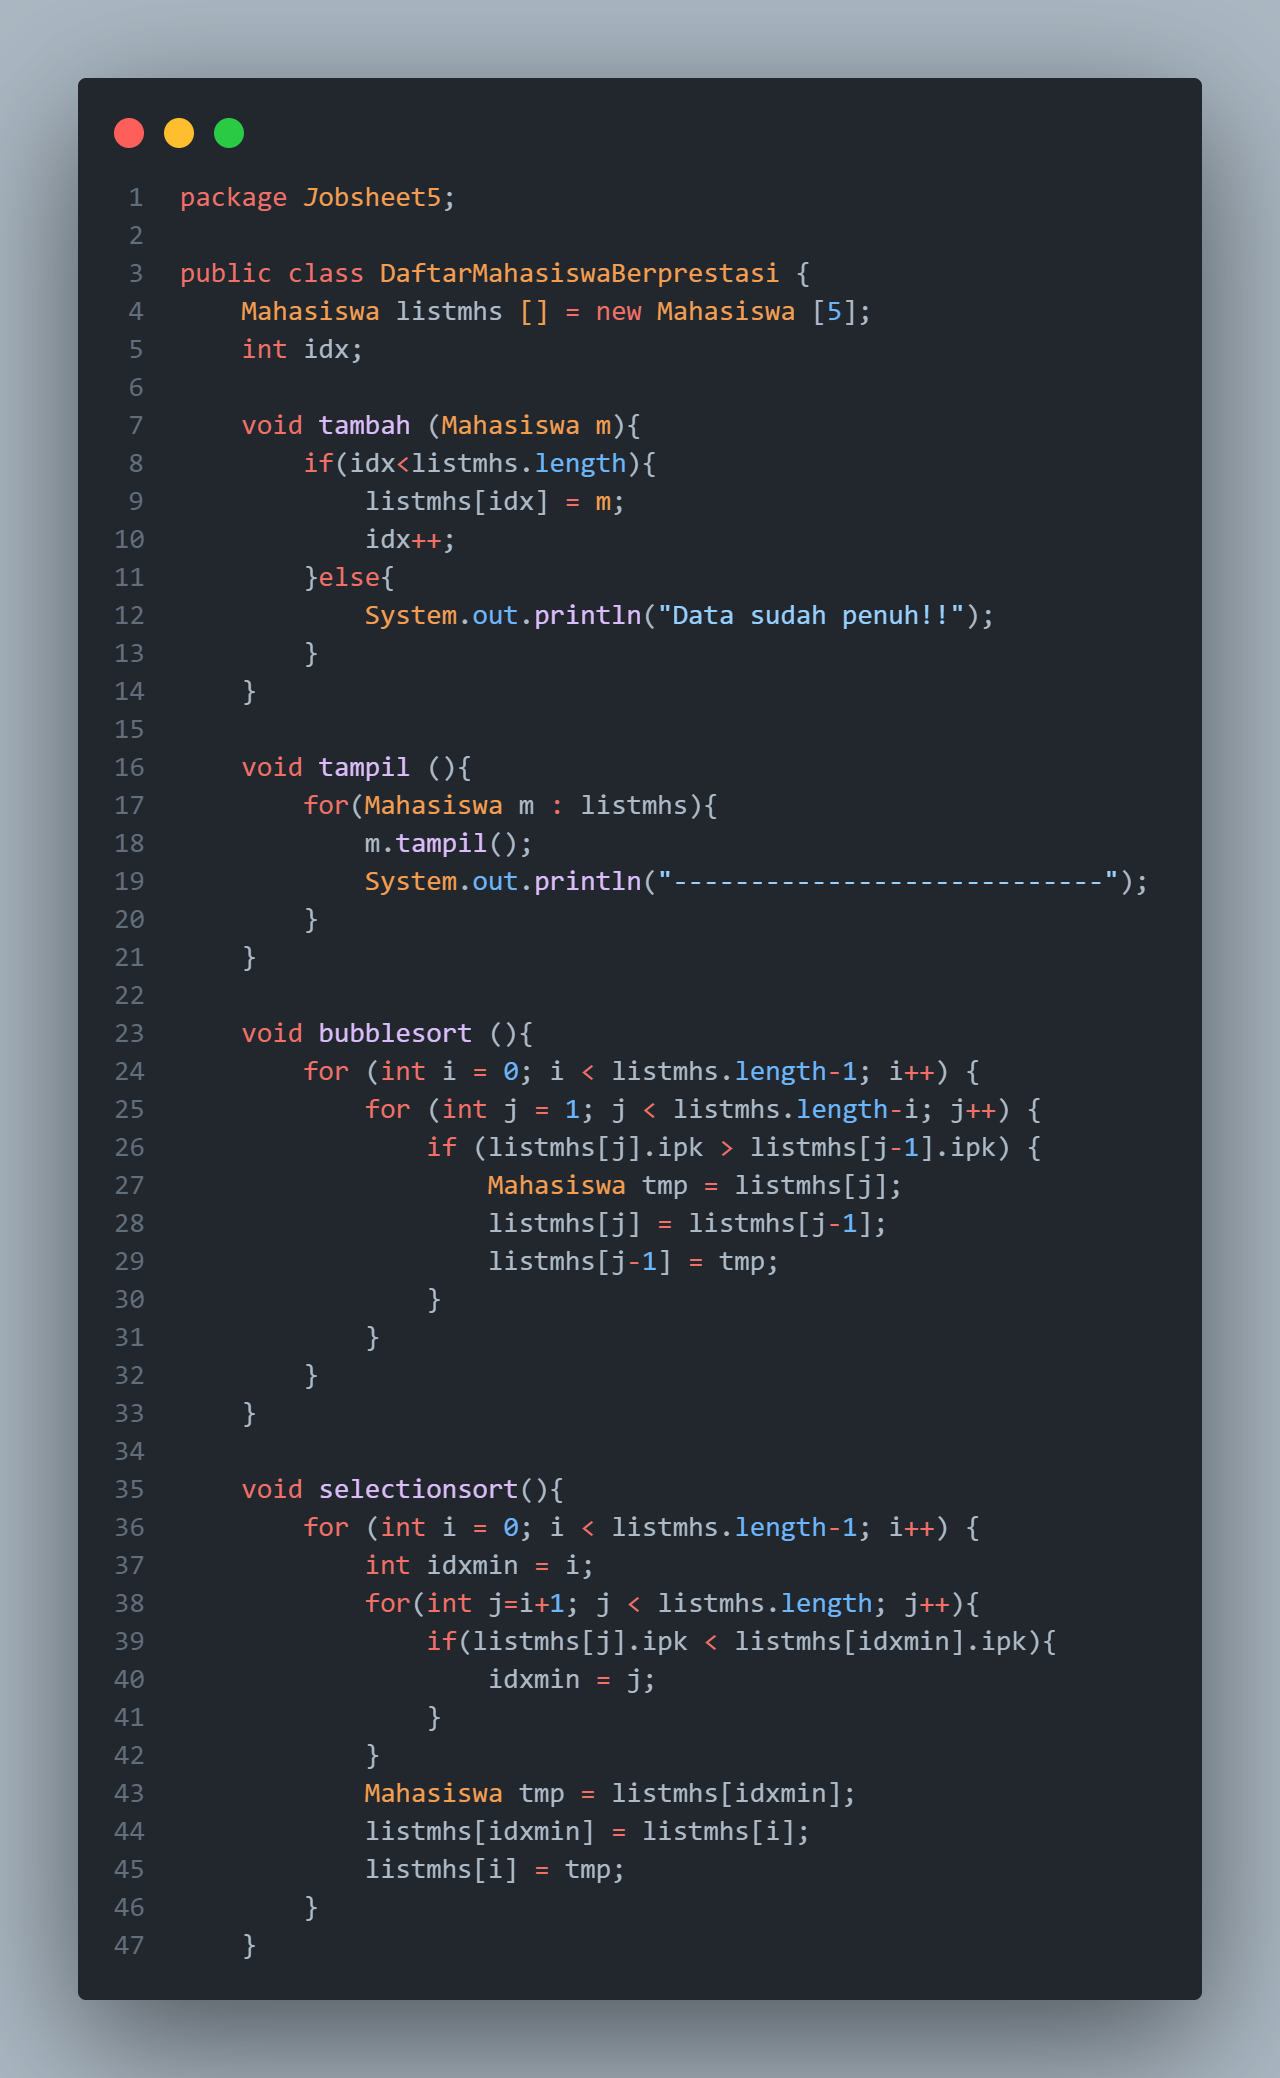 1 package Jobsheet5;
2
3 public class DaftarMahasiswaBerprestasi {
4     Mahasiswa listmhs [] = new Mahasiswa [5];
5     int idx;
6
7     void tambah (Mahasiswa m){
8         if(idx<listmhs.length){
9             listmhs[idx] = m;
10             idx++;
11         }else{
12             System.out.println("Data sudah penuh!!");
13         }
14     }
15
16     void tampil (){
17         for(Mahasiswa m : listmhs){
18             m.tampil();
19             System.out.println("----------------------------");
20         }
21     }
22
23     void bubblesort (){
24         for (int i = 0; i < listmhs.length-1; i++) {
25             for (int j = 1; j < listmhs.length-i; j++) {
26                 if (listmhs[j].ipk > listmhs[j-1].ipk) {
27                     Mahasiswa tmp = listmhs[j];
28                     listmhs[j] = listmhs[j-1];
29                     listmhs[j-1] = tmp;
30                 }
31             }
32         }
33     }
34
35     void selectionsort(){
36         for (int i = 0; i < listmhs.length-1; i++) {
37             int idxmin = i;
38             for(int j=i+1; j < listmhs.length; j++){
39                 if(listmhs[j].ipk < listmhs[idxmin].ipk){
40                     idxmin = j;
41                 }
42             }
43             Mahasiswa tmp = listmhs[idxmin];
44             listmhs[idxmin] = listmhs[i];
45             listmhs[i] = tmp;
46         }
47     }